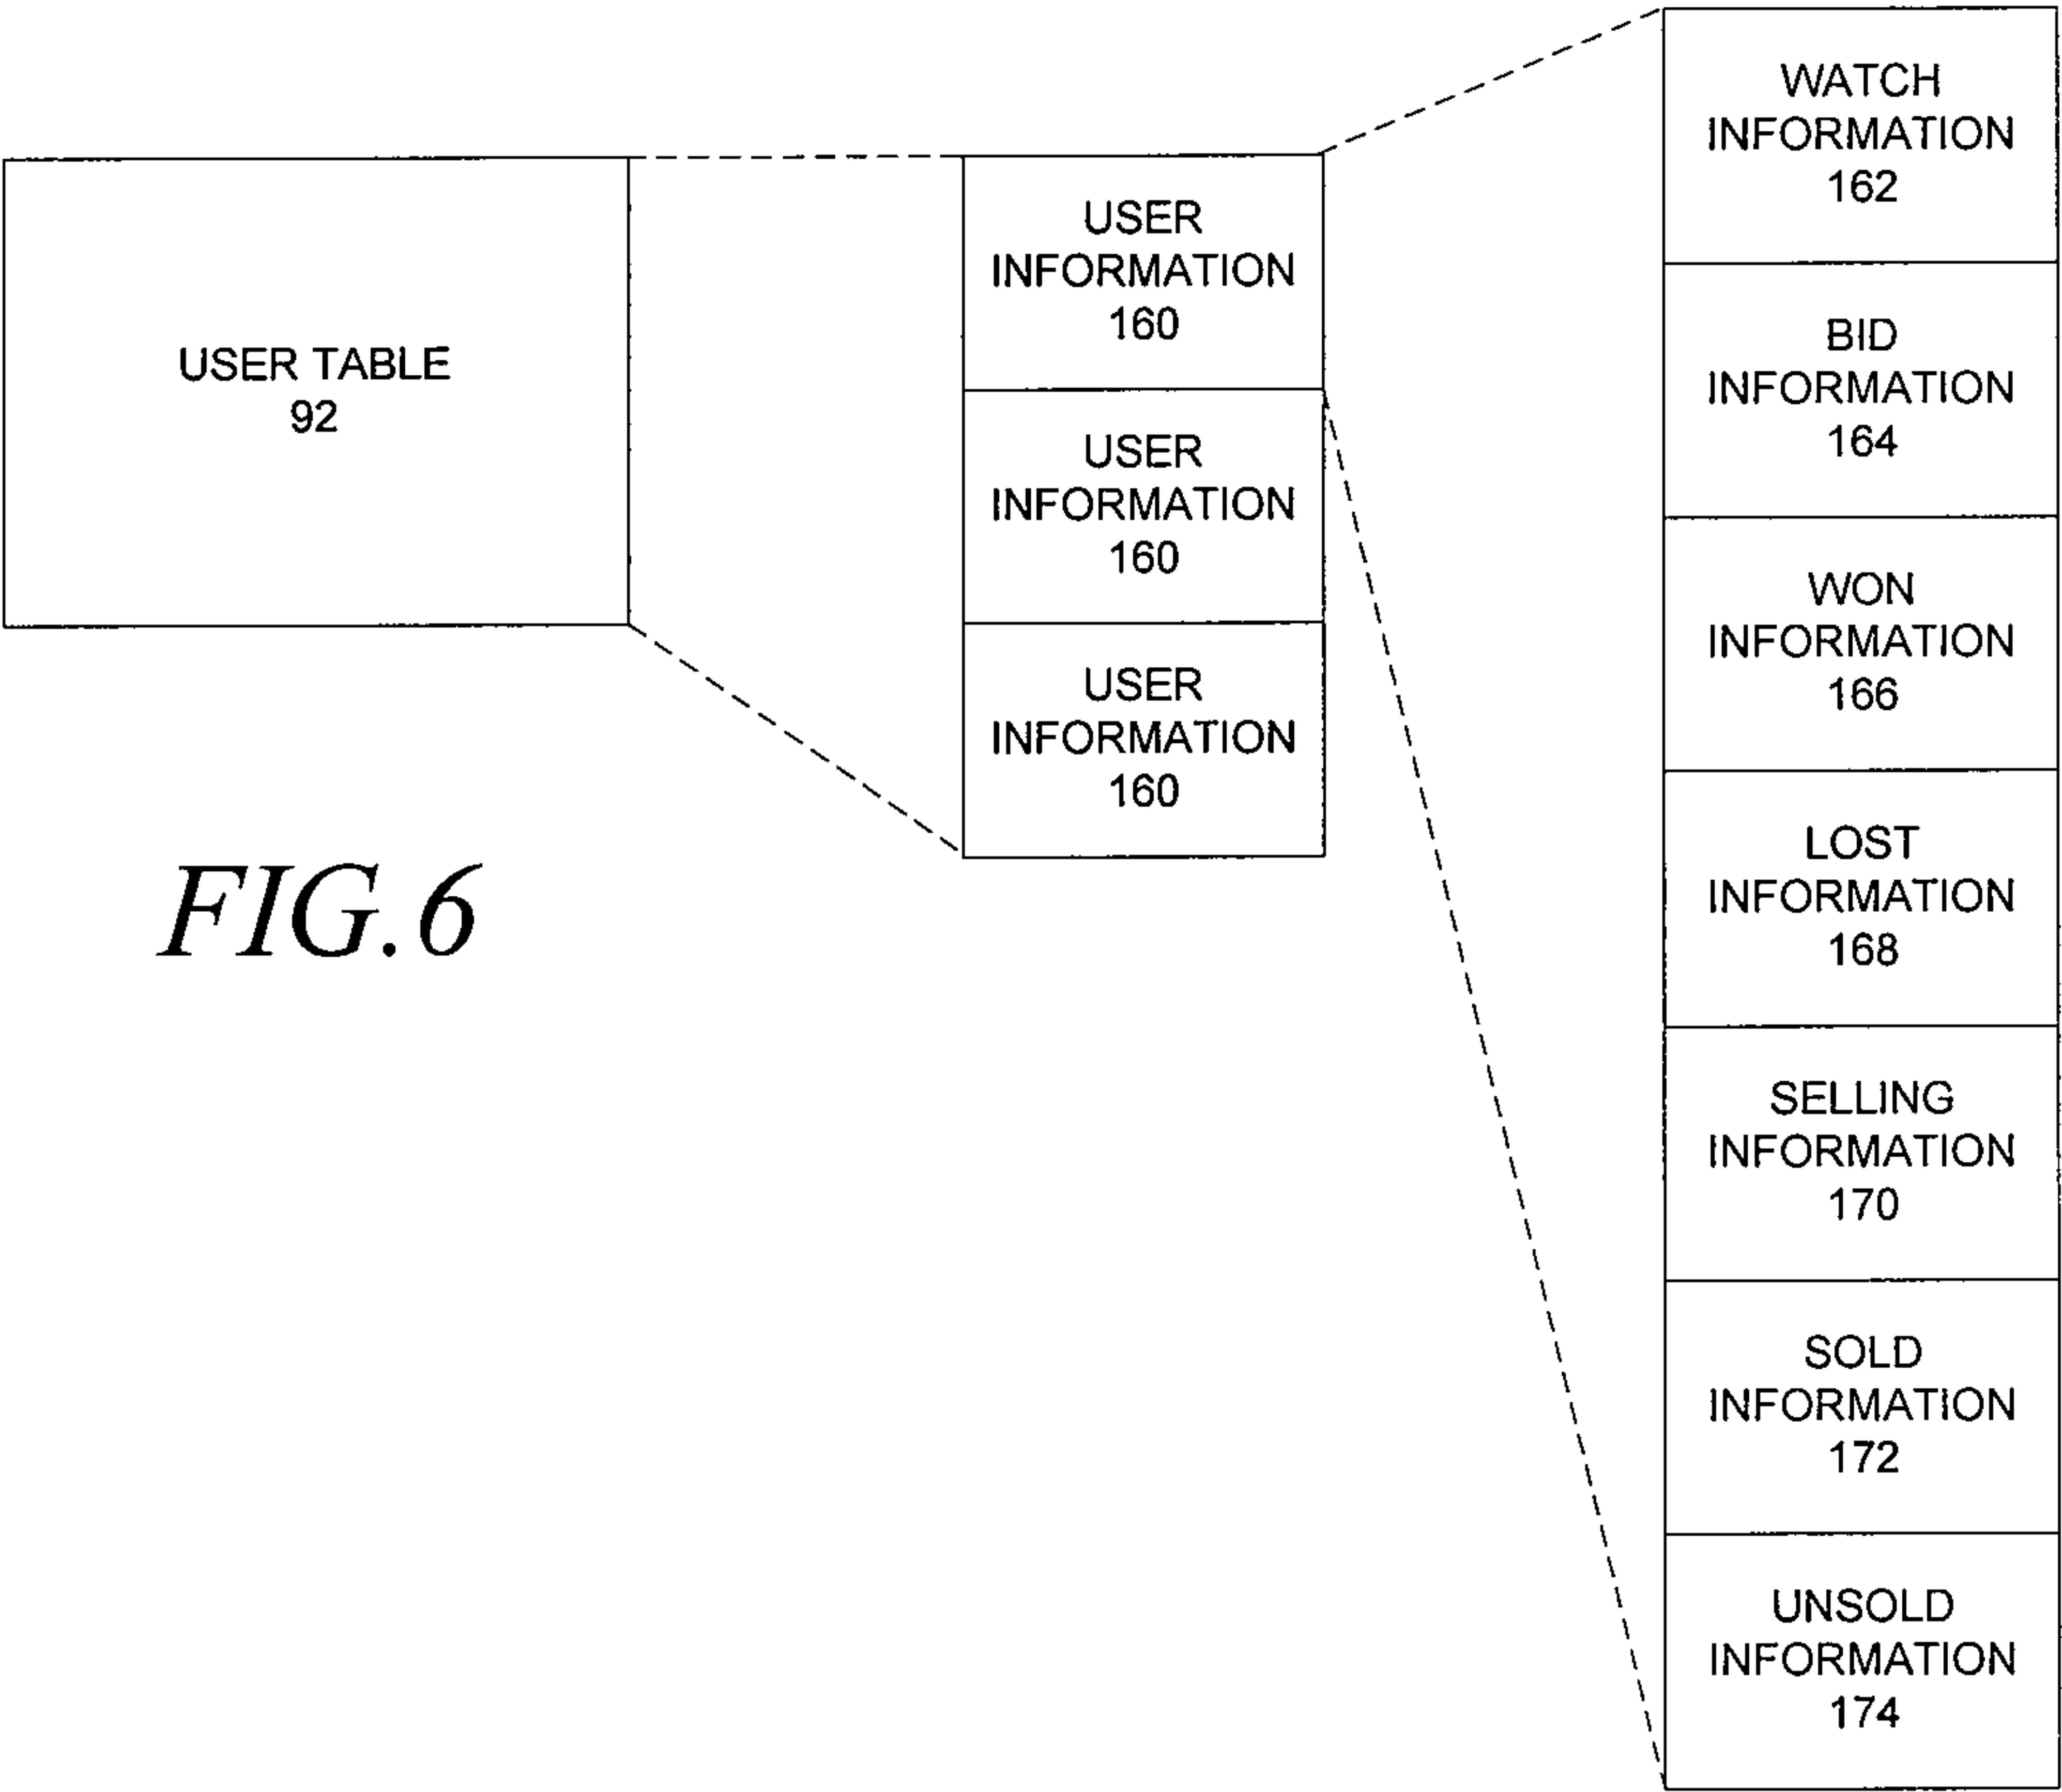 USER TABLE
92
USER
INFORMATION
160
USER
INFORMATION
160
USER
INFORMATION
160
WATCH
INFORMATION
162
BID
INFORMATION
164
WON
INFORMATION
166
LOST
INFORMATION
168
SELLING
INFORMATION
170
SOLD
INFORMATION
172
UNSOLD
INFORMATION
174
FIG.6